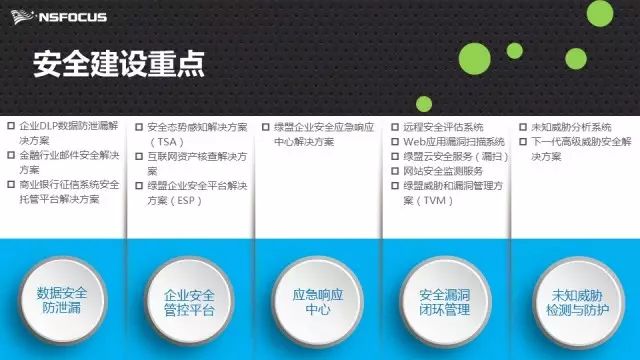 NSFOCUS
安全建设重点
企业DLP数据防泄漏解
决方案
金融行业邮件安全解决
方案
商业银行征信系统安全
托管平台解决方案
数据安全
防泄漏
安全态势感知解决方案
（TSA）
互联网资产核查解决方
案
绿盟企业安全平台解决
方案（ESP）
企业安全
管控平台
绿盟企业安全应急响应
中心解决方案
应急响应
中心
远程安全评估系统
Web应用漏洞扫描系统
绿盟云安全服务（漏扫）
网站安全监测服务
绿盟威胁和漏洞管理方
案（TVM）
安全漏洞
闭环管理
未知威胁分析系统
下一代高级威胁安全解
决方案
未知威胁
检测与防护